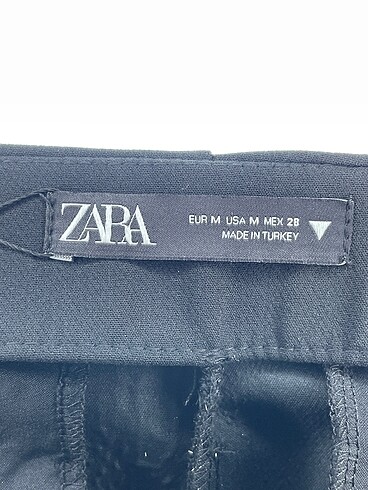 ZARA
EUR M USA M MEX 28
MADE IN TURKEY